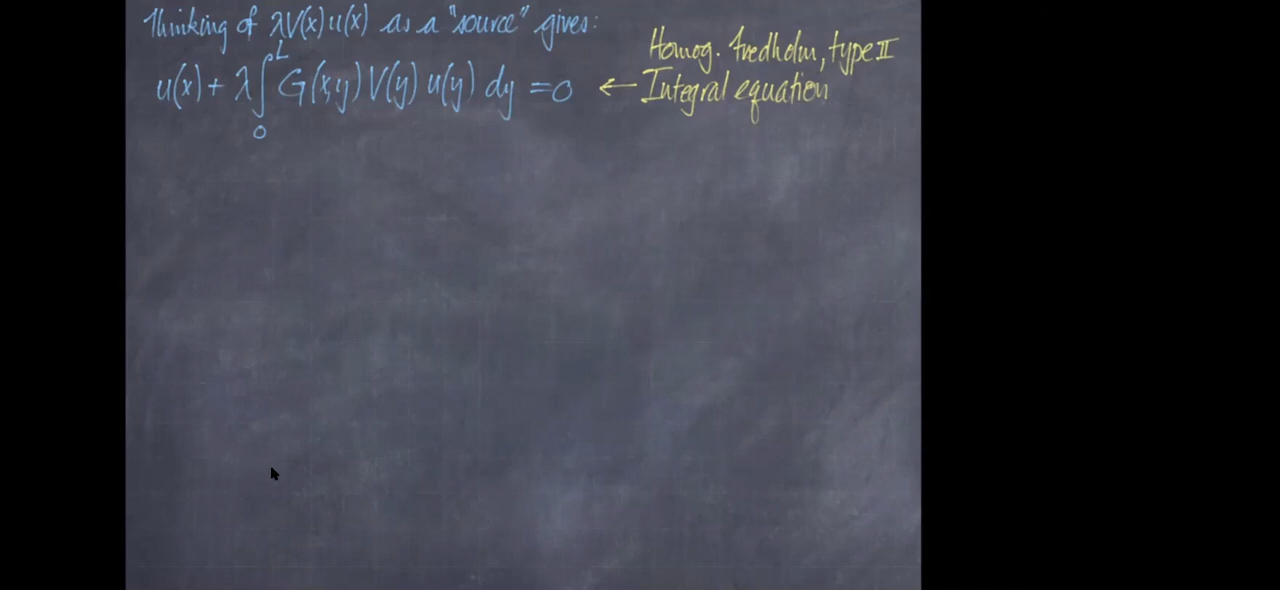 Thinking of λV(x)u(x) as a "source" gives:
u(x) + λ∫₀ᴸ G(x,y) V(y) u(y) dy = 0 ← Homog. Fredholm, type II
Integral equation